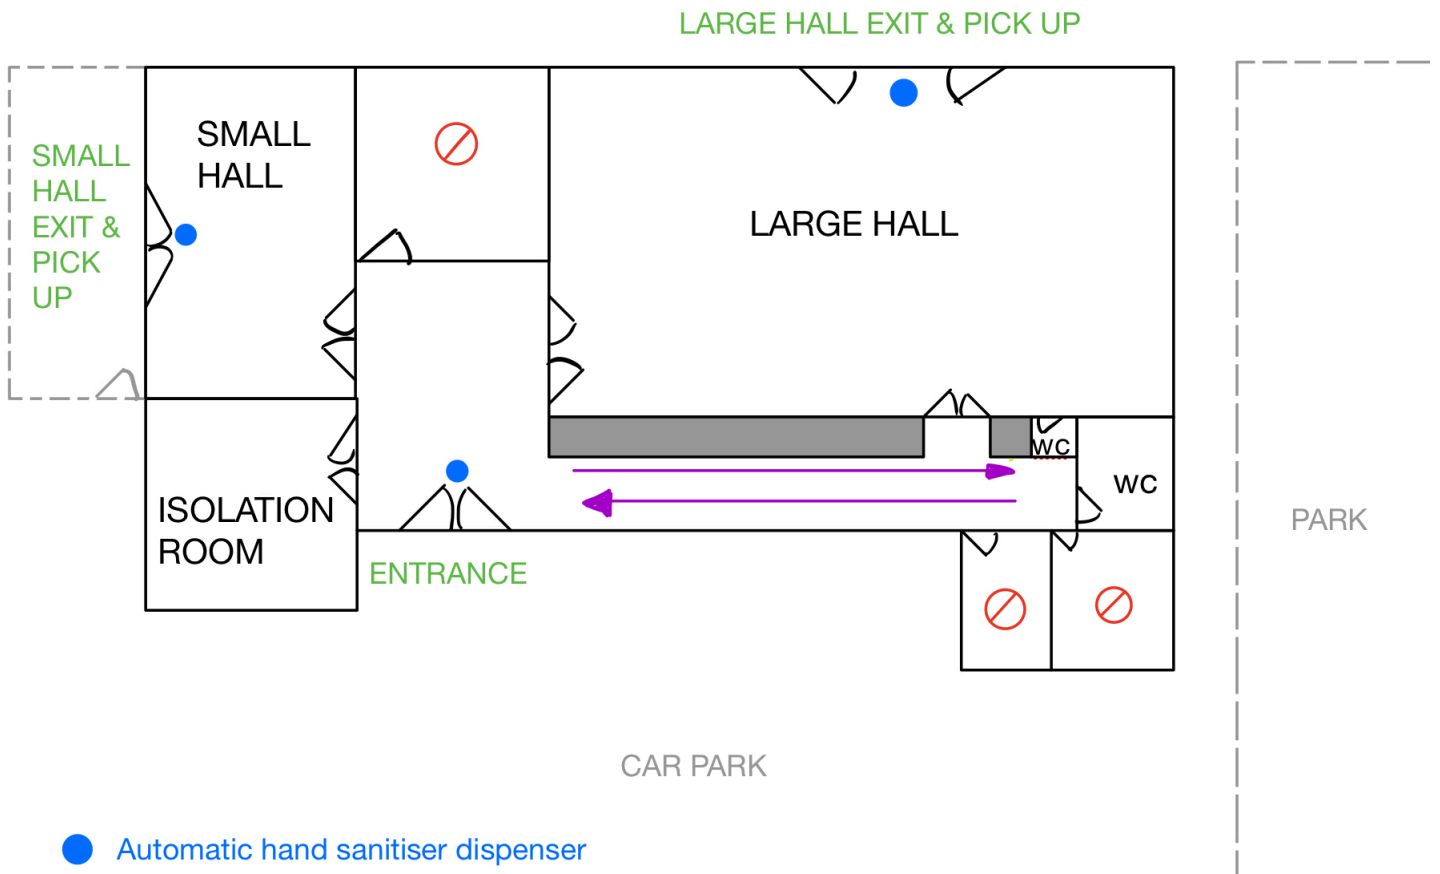 LARGE HALL EXIT & PICK UP
SMALL
HALL
SMALL
HALL
EXIT &
PICK
UP
LARGE HALL
WC
WC
ISOLATION
ROOM
PARK
ENTRANCE
CAR PARK
Automatic hand sanitiser dispenser